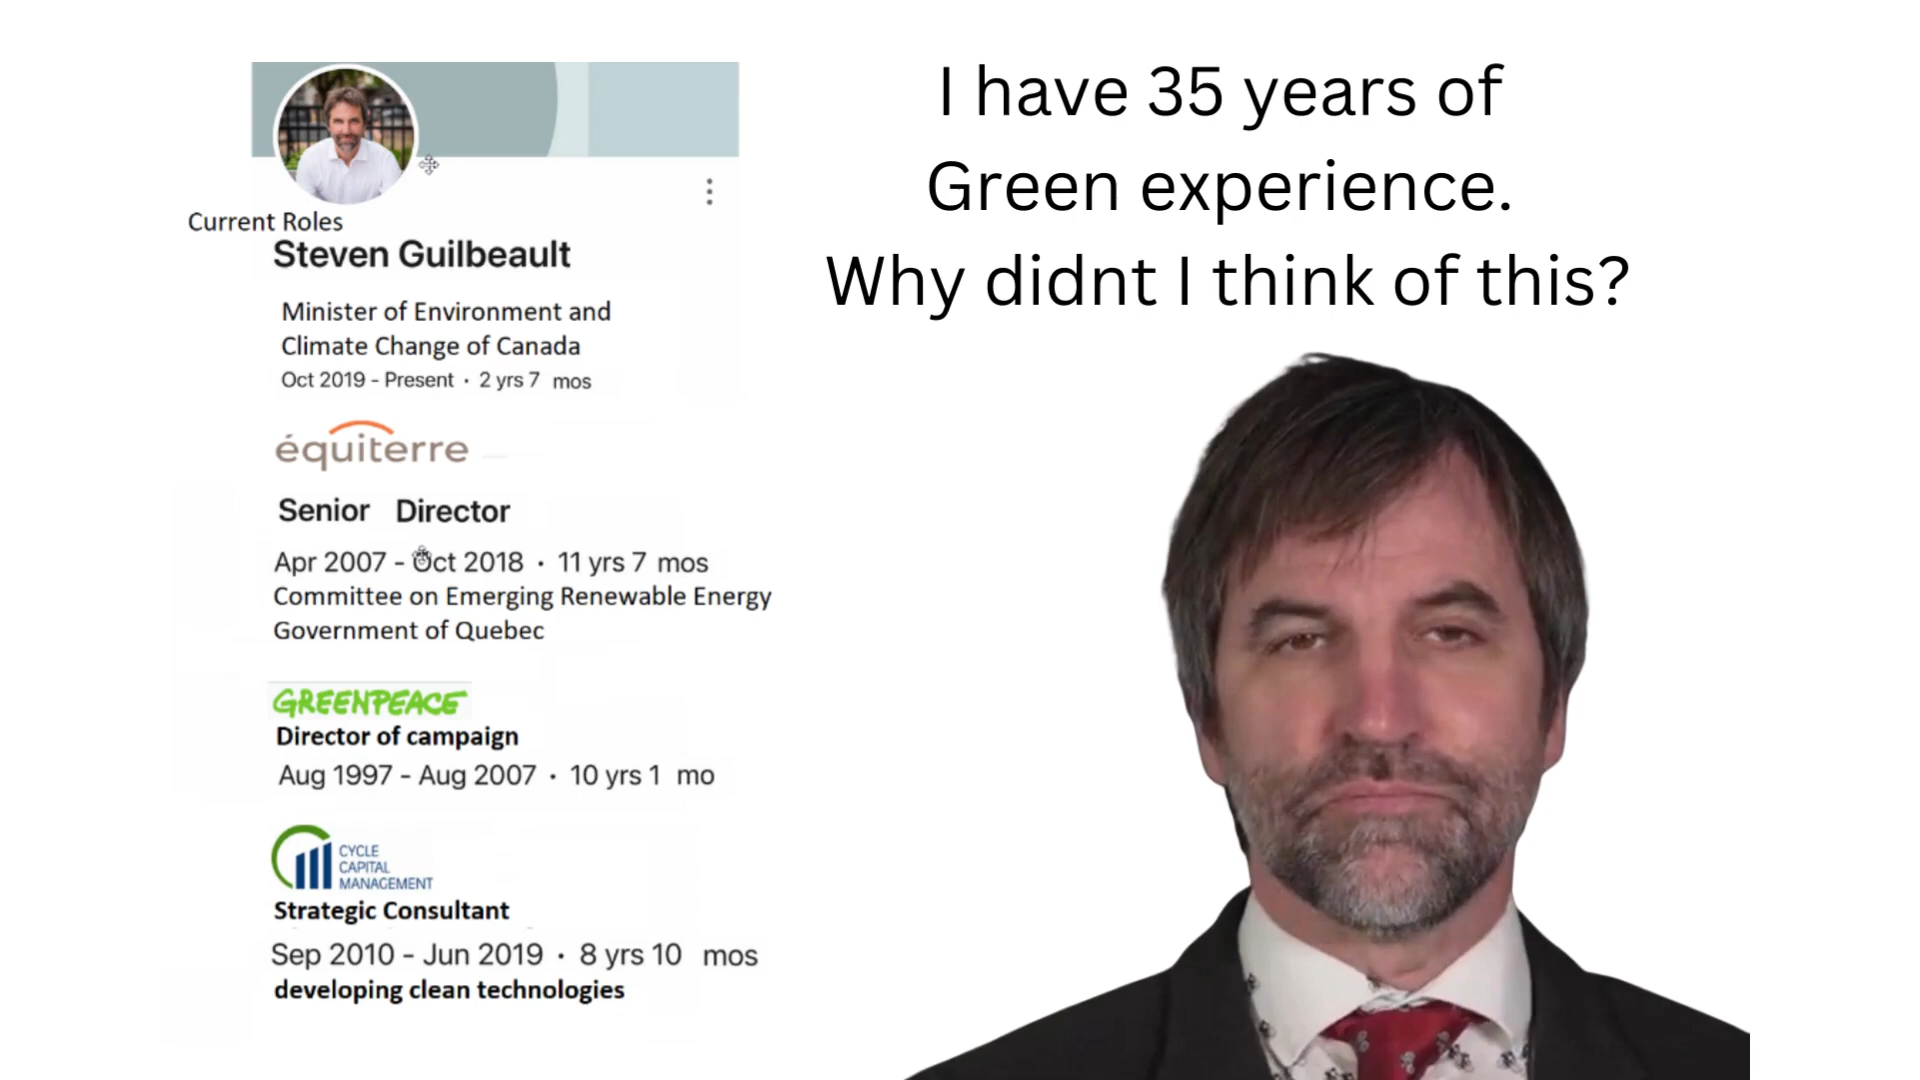 Current Roles
Steven Guilbeault
Minister of Environment and
Climate Change of Canada
Oct 2019 - Present · 2 yrs 7 mos
équiterre
Senior Director
Apr 2007 - Oct 2018 · 11 yrs 7 mos
Committee on Emerging Renewable Energy
Government of Quebec
GREENPEACE
Director of campaign
Aug 1997 - Aug 2007 · 10 yrs 1 mo
CYCLE
CAPITAL
MANAGEMENT
Strategic Consultant
Sep 2010 - Jun 2019 · 8 yrs 10 mos
developing clean technologies
I have 35 years of
Green experience.
Why didnt I think of this?